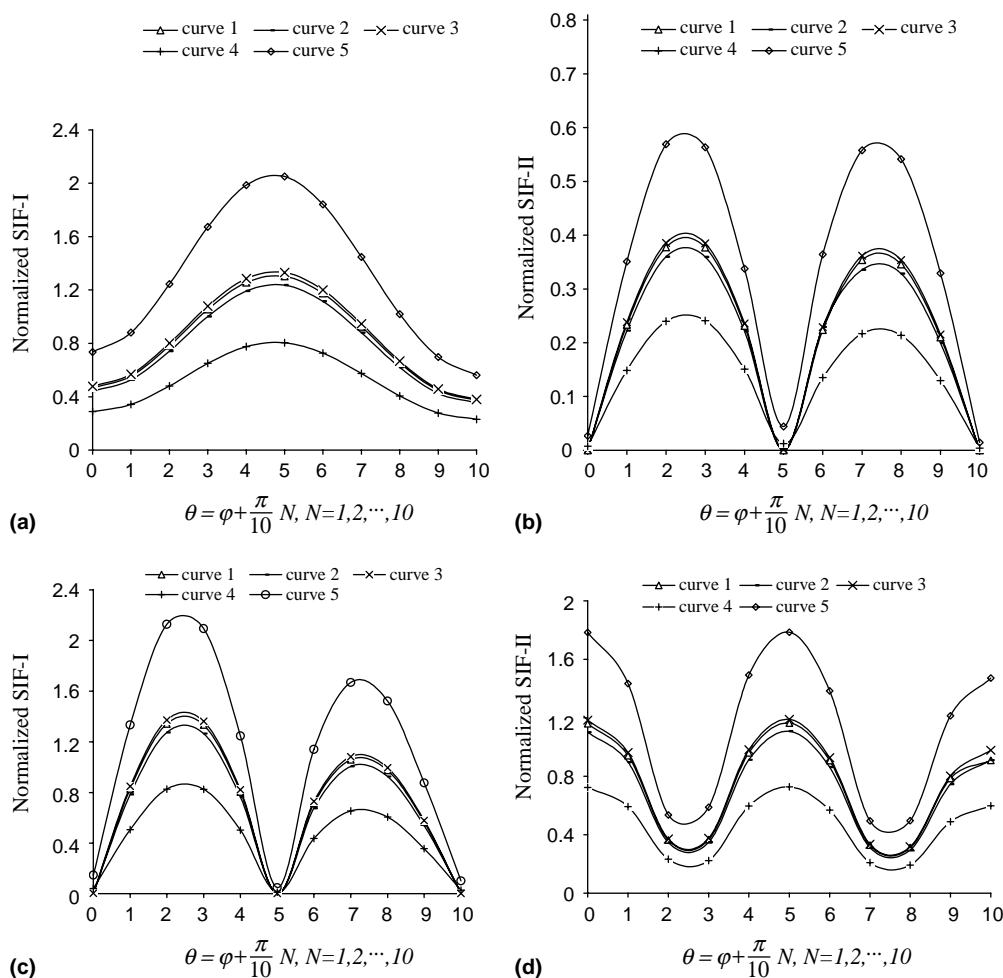 curve 1 curve 2 curve 3
curve 4 curve 5
Normalized SIF-I
2.4
2
1.6
1.2
0.8
0.4
0
0 1 2 3 4 5 6 7 8 9 10
(a)
θ = φ + π/10 N, N=1,2,···,10
curve 1 curve 2 curve 3
curve 4 curve 5
Normalized SIF-II
0.8
0.6
0.5
0.3
0.2
0
0 1 2 3 4 5 6 7 8 9 10
(b)
θ = φ + π/10 N, N=1,2,···,10
curve 1 curve 2 curve 3
curve 4 curve 5
Normalized SIF-I
2.4
2
1.6
1.2
0.8
0.4
0
0 1 2 3 4 5 6 7 8 9 10
(c)
θ = φ + π/10 N, N=1,2,···,10
curve 1 curve 2 curve 3
curve 4 curve 5
Normalized SIF-II
2
1.6
1.2
0.8
0.4
0
0 1 2 3 4 5 6 7 8 9 10
(d)
θ = φ + π/10 N, N=1,2,···,10